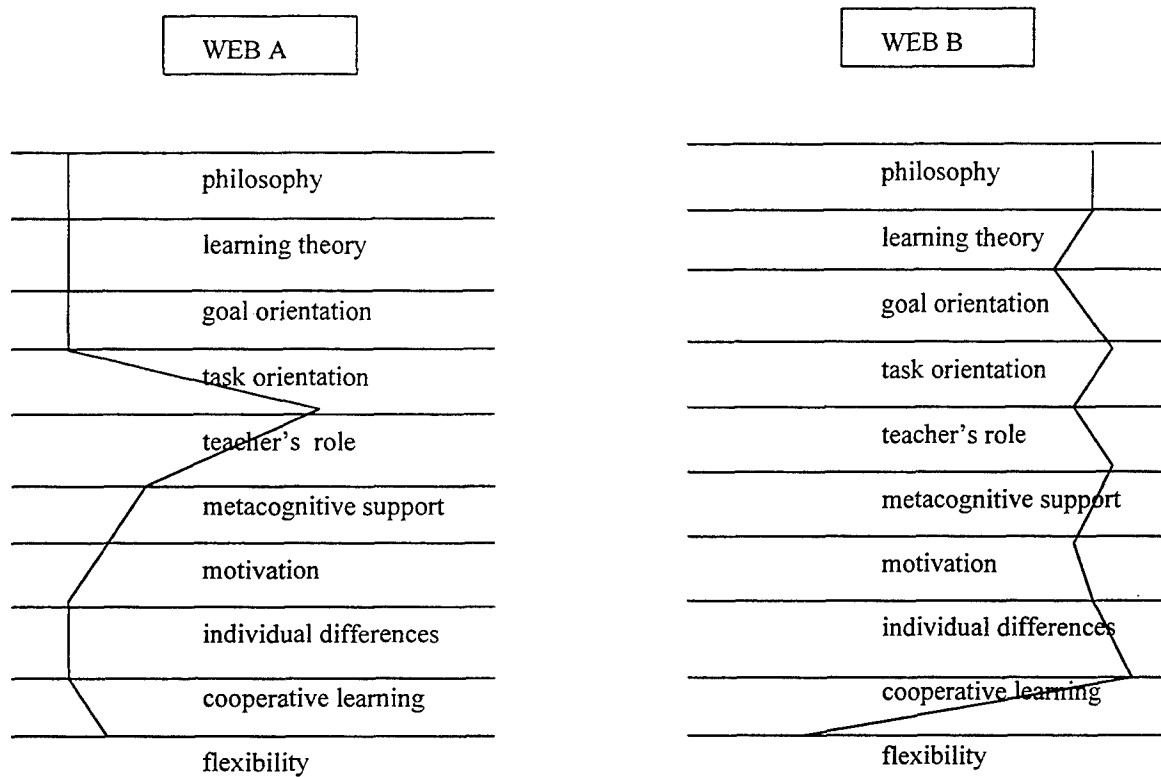 WEB A
philosophy
learning theory
goal orientation
task orientation
teacher's role
metacognitive support
motivation
individual differences
cooperative learning
flexibility
WEB B
philosophy
learning theory
goal orientation
task orientation
teacher's role
metacognitive support
motivation
individual differences
cooperative learning
flexibility